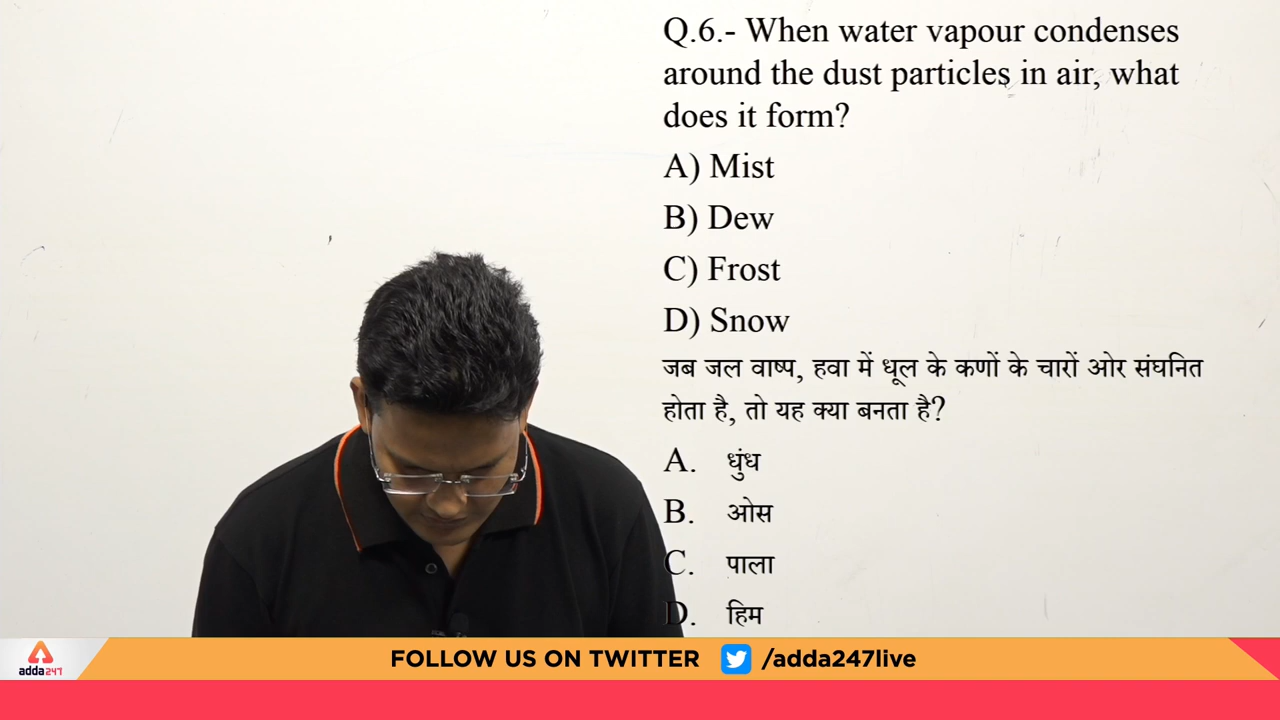 Q.6.- When water vapour condenses
around the dust particles in air, what
does it form?
A) Mist
B) Dew
C) Frost
D) Snow
जब जल वाष्प, हवा में धूल के कणों के चारों ओर संघनित
होता है, तो यह क्या बनता है?
A. धुंध
B. ओस
C. पाला
D. हिम
adda247
FOLLOW US ON TWITTER /adda247live